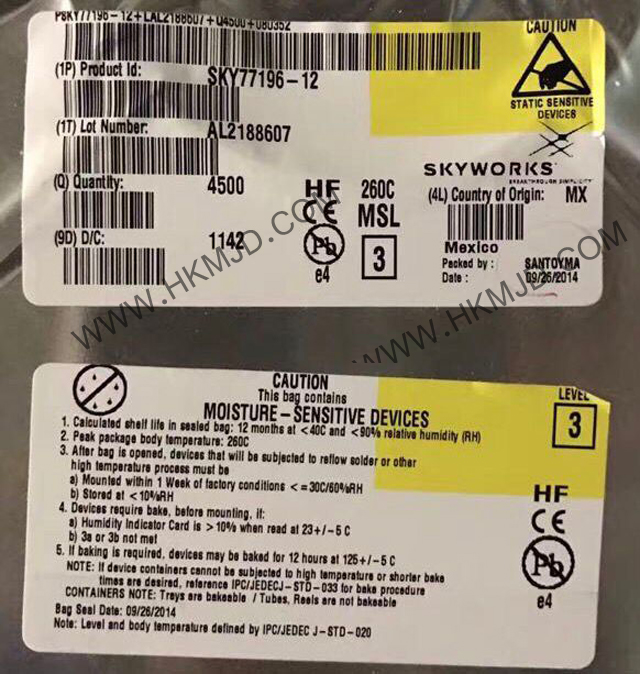 PSKY77196-12+LAL2188607+Q4500+080352
(1P) Product Id: SKY77196-12
(1T) Lot Number: AL2188607
(Q) Quantity: 4500
(9D) D/C: 1142
HF 260C
CE MSL
Pb 3
e4
CAUTION
STATIC SENSITIVE
DEVICES
SKYWORKS
BREAKTHROUGH SIMPLICITY
(4L) Country of Origin: MX
Mexico
Packed by : SANTOYMA
Date : 09/26/2014
WWW.HKMJD.COM
WWW.HKMJD.COM
CAUTION
This bag contains
MOISTURE-SENSITIVE DEVICES
LEVEL
3
1. Calculated shelf life in sealed bag: 12 months at <40C and <90% relative humidity (RH)
2. Peak package body temperature: 260C
3. After bag is opened, devices that will be subjected to reflow solder or other
high temperature process must be
a) Mounted within 1 Week of factory conditions <=30C/60%RH
b) Stored at <10%RH
4. Devices require bake, before mounting, if:
a) Humidity Indicator Card is >10% when read at 23+/-5 C
b) 3a or 3b not met
5. If baking is required, devices may be baked for 12 hours at 125+/-5 C
NOTE: If device containers cannot be subjected to high temperature or shorter bake
times are desired, reference IPC/JEDECJ-STD-033 for bake procedure
CONTAINERS NOTE: Trays are bakeable / Tubes, Reels are not bakeable
Bag Seal Date: 09/26/2014
Note: Level and body temperature defined by IPC/JEDEC J-STD-020
HF
CE
Pb
e4